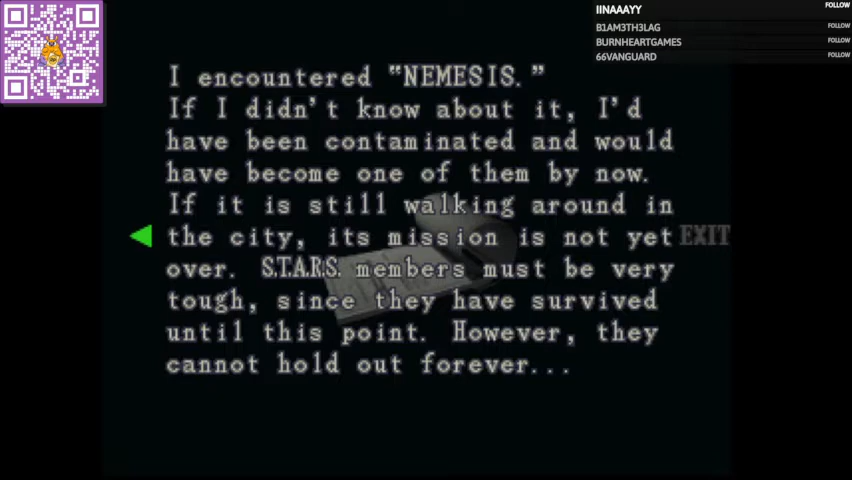 IINAAAYY FOLLOW
B1AM3TH3LAG FOLLOW
BURNHEARTGAMES FOLLOW
66VANGUARD FOLLOW
I encountered "NEMESIS."
If I didn't know about it, I'd
have been contaminated and would
have become one of them by now.
If it is still walking around in
the city, its mission is not yet EXIT
over. S.T.A.R.S. members must be very
tough, since they have survived
until this point. However, they
cannot hold out forever...